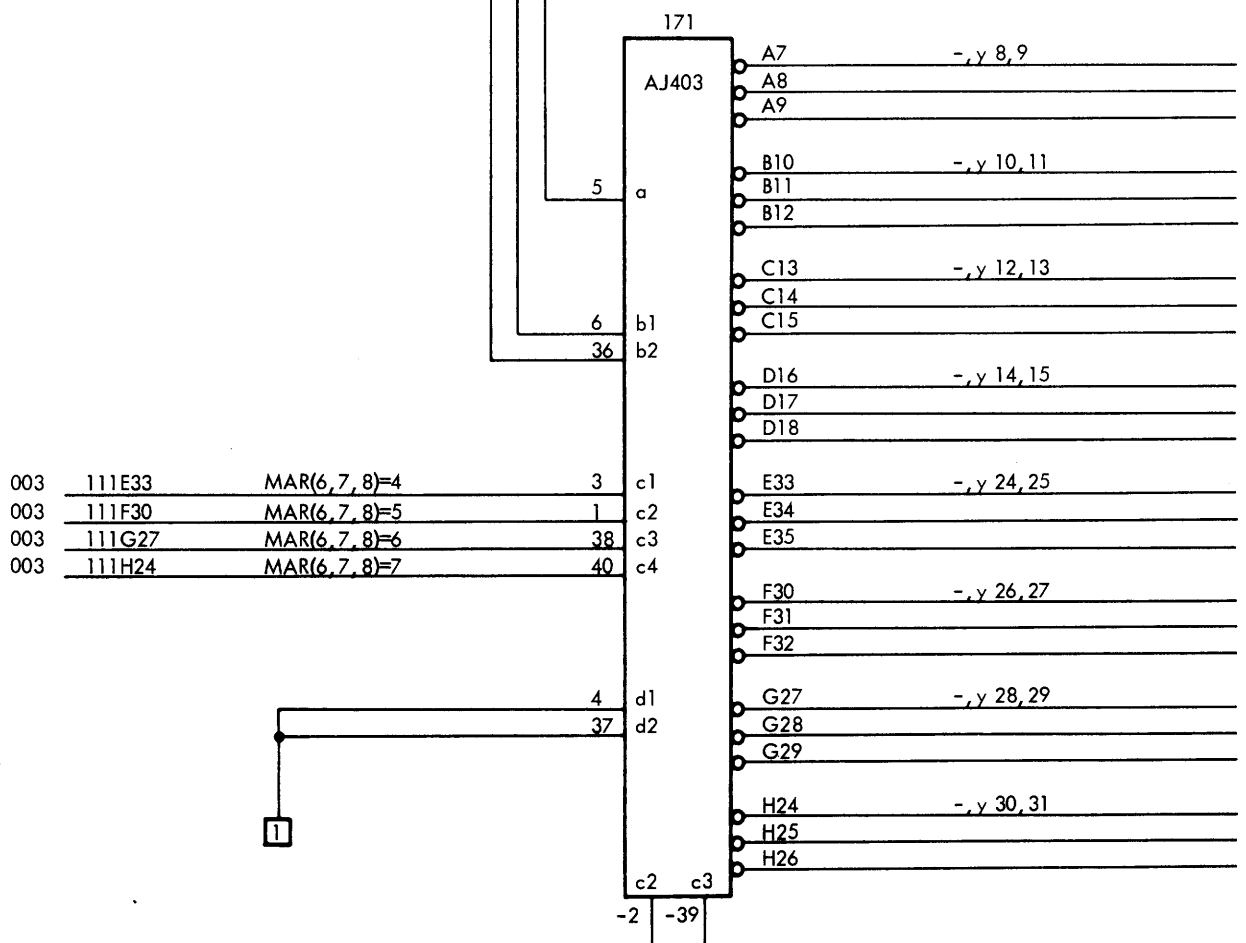 171
A7 -,y 8,9
AJ403
A8
A9
B10 -,y 10,11
B11
5 a
B12
C13 -,y 12,13
C14
6 b1
C15
36 b2
D16 -,y 14,15
D17
D18
003 111E33 MAR(6,7,8)=4 3 c1
E33 -,y 24,25
003 111F30 MAR(6,7,8)=5 1 c2
E34
003 111G27 MAR(6,7,8)=6 38 c3
E35
003 111H24 MAR(6,7,8)=7 40 c4
F30 -,y 26,27
F31
F32
4 d1
G27 -,y 28,29
37 d2
G28
G29
H24 -,y 30,31
1
H25
H26
c2 c3
-2 -39